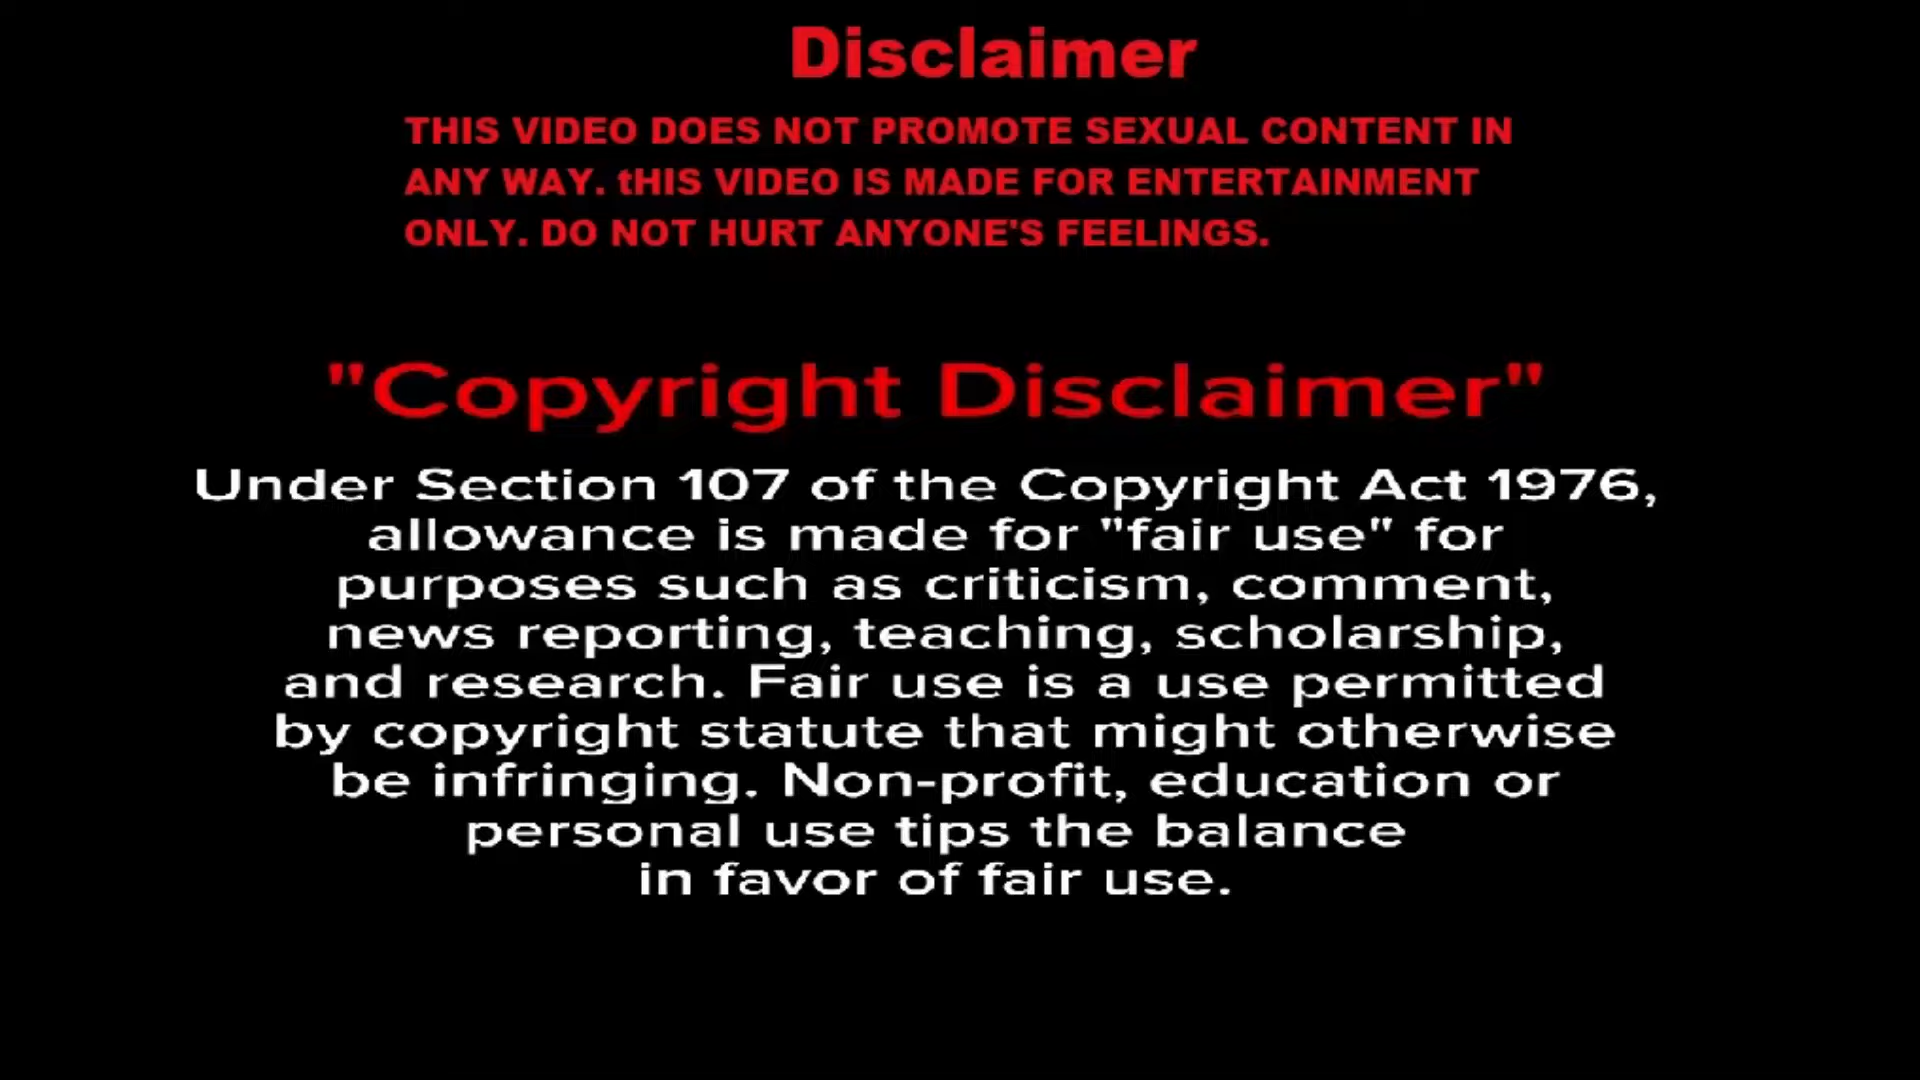 Disclaimer
THIS VIDEO DOES NOT PROMOTE SEXUAL CONTENT IN
ANY WAY. tHIS VIDEO IS MADE FOR ENTERTAINMENT
ONLY. DO NOT HURT ANYONE'S FEELINGS.
"Copyright Disclaimer"
Under Section 107 of the Copyright Act 1976,
allowance is made for "fair use" for
purposes such as criticism, comment,
news reporting, teaching, scholarship,
and research. Fair use is a use permitted
by copyright statute that might otherwise
be infringing. Non-profit, education or
personal use tips the balance
in favor of fair use.